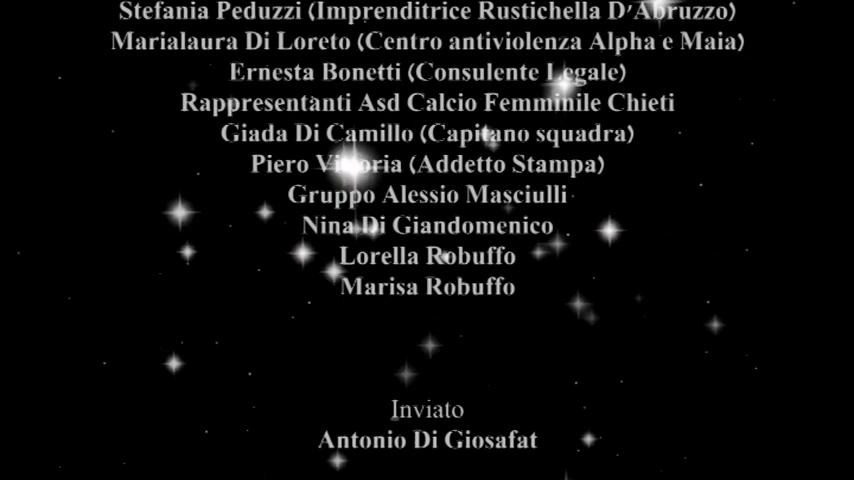 Stefania Peduzzi (Imprenditrice Rustichella D'Abruzzo)
Marialaura Di Loreto (Centro antiviolenza Alpha e Maia)
Ernesta Bonetti (Consulente Legale)
Rappresentanti Asd Calcio Femminile Chieti
Giada Di Camillo (Capitano squadra)
Piero Vittoria (Addetto Stampa)
Gruppo Alessio Masciulli
Nina Di Giandomenico
Lorella Robuffo
Marisa Robuffo
Inviato
Antonio Di Giosafat